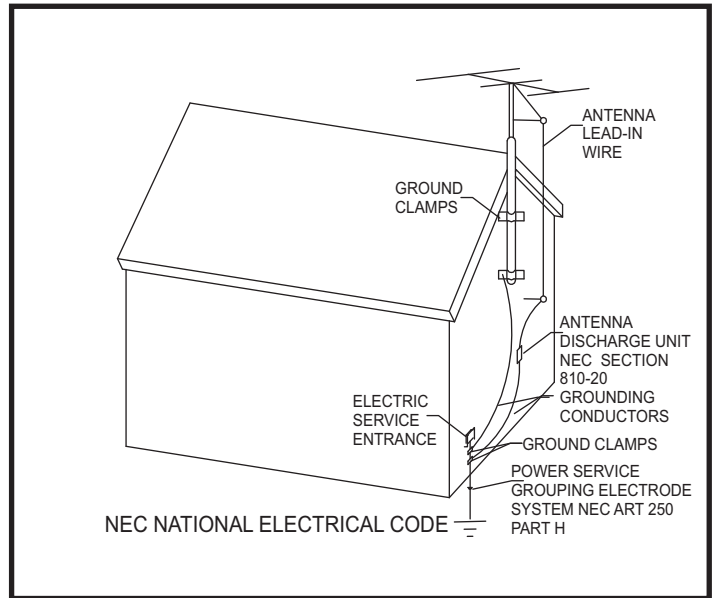 ANTENNA
LEAD-IN
WIRE
GROUND
CLAMPS
ANTENNA
DISCHARGE UNIT
NEC SECTION
810-20
GROUNDING
CONDUCTORS
ELECTRIC
SERVICE
ENTRANCE
GROUND CLAMPS
POWER SERVICE
GROUPING ELECTRODE
SYSTEM NEC ART 250
PART H
NEC NATIONAL ELECTRICAL CODE